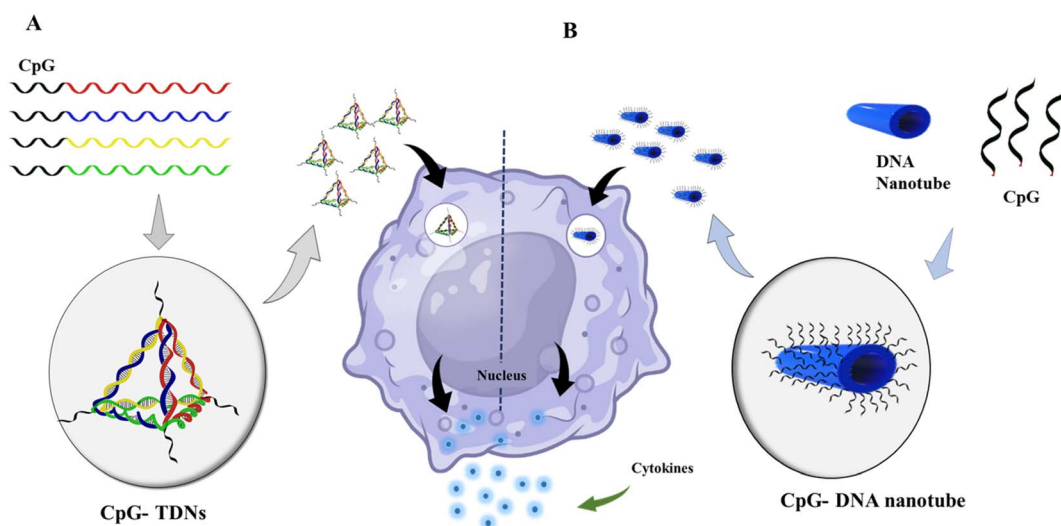 A
CpG
CpG- TDNs
B
DNA
Nanotube
CpG
Nucleus
Cytokines
CpG- DNA nanotube